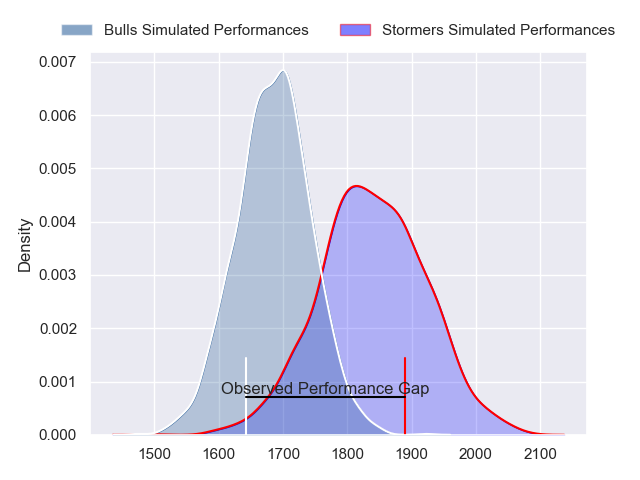 Bulls Simulated Performances
Stormers Simulated Performances
0.007
0.006
0.005
0.004
0.003
0.002
0.001
0.000
Density
Observed Performance Gap
1500 1600 1700 1800 1900 2000 2100